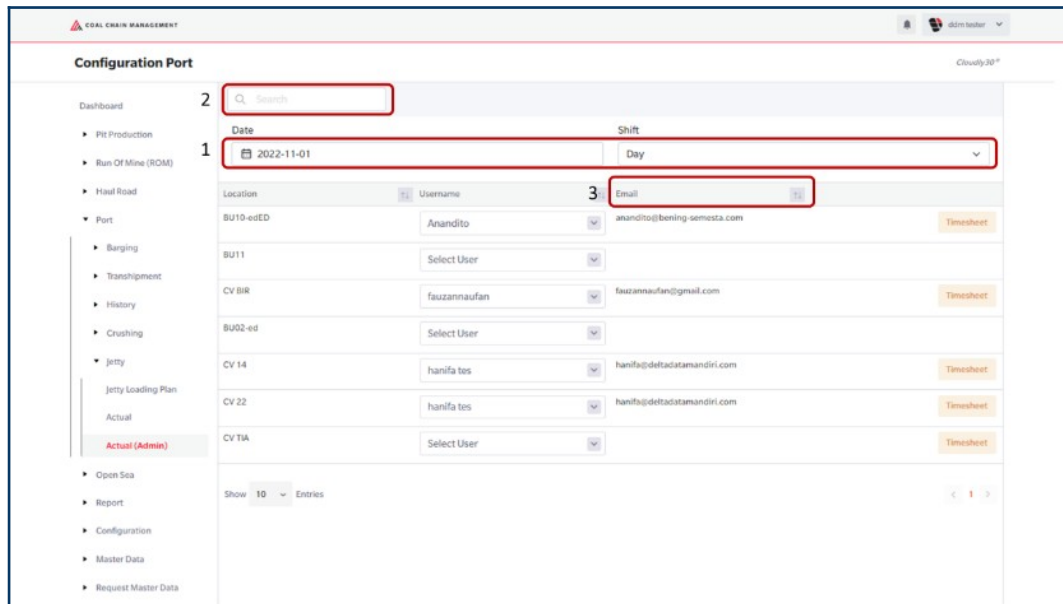 COAL CHAIN MANAGEMENT
ddm tester
Configuration Port
Cloudly30°
Dashboard
Pit Production
Run Of Mine (ROM)
Haul Road
Port
Barging
Transhipment
History
Crushing
Jetty
Jetty Loading Plan
Actual
Actual (Admin)
Open Sea
Report
Configuration
Master Data
Request Master Data
2
Search
Date
Shift
1
2022-11-01
Day
3
Location
Username
Email
BU10-edED
Anandito
anandito@bening-semesta.com
Timesheet
BU11
Select User
CV BIR
fauzannaufan
fauzannaufan@gmail.com
Timesheet
BU02-ed
Select User
CV 14
hanifa tes
hanifa@deltadatamandiri.com
Timesheet
CV 22
hanifa tes
hanifa@deltadatamandiri.com
Timesheet
CV TIA
Select User
Timesheet
Show 10 Entries
1